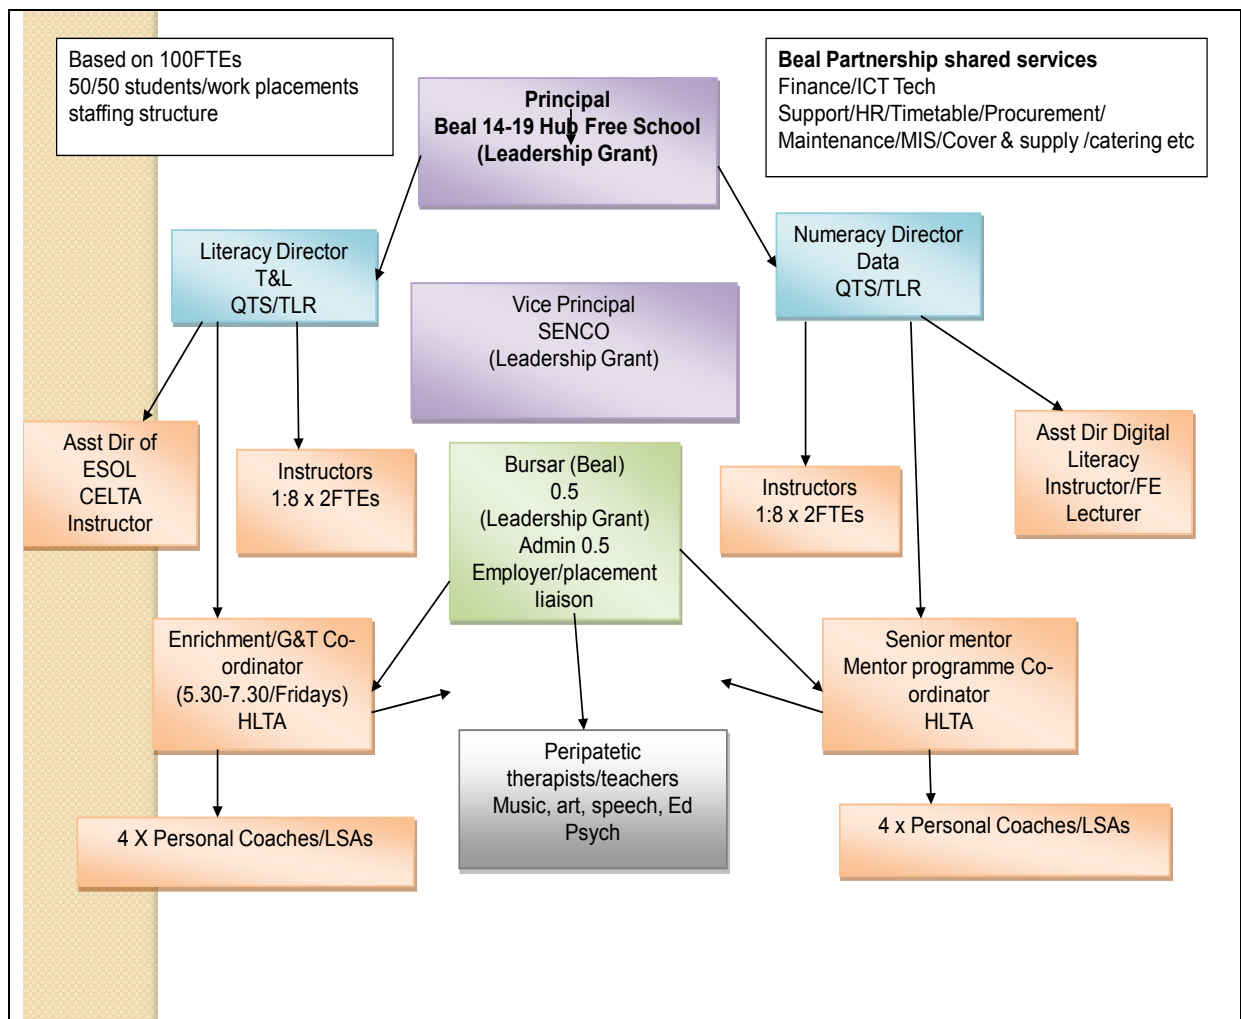 Based on 100FTEs
50/50 students/work placements
staffing structure
Beal Partnership shared services
Finance/ICT Tech
Support/HR/Timetable/Procurement/
Maintenance/MIS/Cover & supply /catering etc
Principal
Beal 14-19 Hub Free School
(Leadership Grant)
Literacy Director
T&L
QTS/TLR
Numeracy Director
Data
QTS/TLR
Vice Principal
SENCO
(Leadership Grant)
Asst Dir of
ESOL
CELTA
Instructor
Instructors
1:8 x 2FTEs
Bursar (Beal)
0.5
(Leadership Grant)
Admin 0.5
Employer/placement
liaison
Instructors
1:8 x 2FTEs
Asst Dir Digital
Literacy
Instructor/FE
Lecturer
Enrichment/G&T Co-
ordinator
(5.30-7.30/Fridays)
HLTA
Senior mentor
Mentor programme Co-
ordinator
HLTA
Peripatetic
therapists/teachers
Music, art, speech, Ed
Psych
4 X Personal Coaches/LSAs
4 x Personal Coaches/LSAs